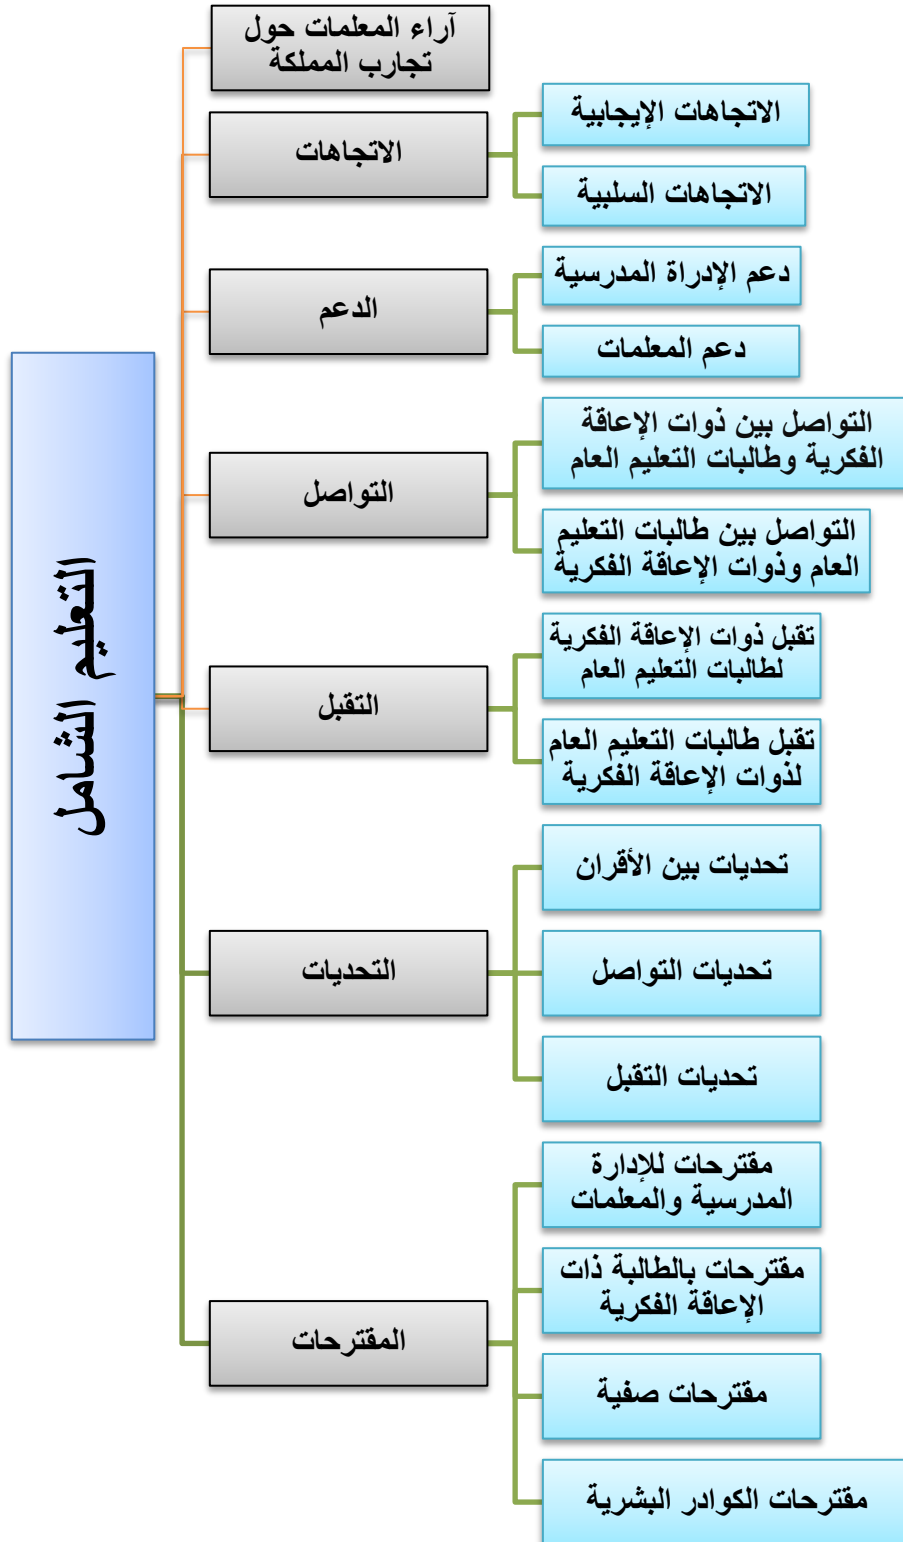 التعليم الشامل
آراء المعلمات حول
تجارب المملكة
الاتجاهات
الاتجاهات الإيجابية
الاتجاهات السلبية
الدعم
دعم الإدراة المدرسية
دعم المعلمات
التواصل
التواصل بين ذوات الإعاقة
الفكرية وطالبات التعليم العام
التواصل بين طالبات التعليم
العام وذوات الإعاقة الفكرية
التقبل
تقبل ذوات الإعاقة الفكرية
لطالبات التعليم العام
تقبل طالبات التعليم العام
لذوات الإعاقة الفكرية
التحديات
تحديات بين الأقران
تحديات التواصل
تحديات التقبل
المقترحات
مقترحات للإدارة
المدرسية والمعلمات
مقترحات بالطالبة ذات
الإعاقة الفكرية
مقترحات صفية
مقترحات الكوادر البشرية